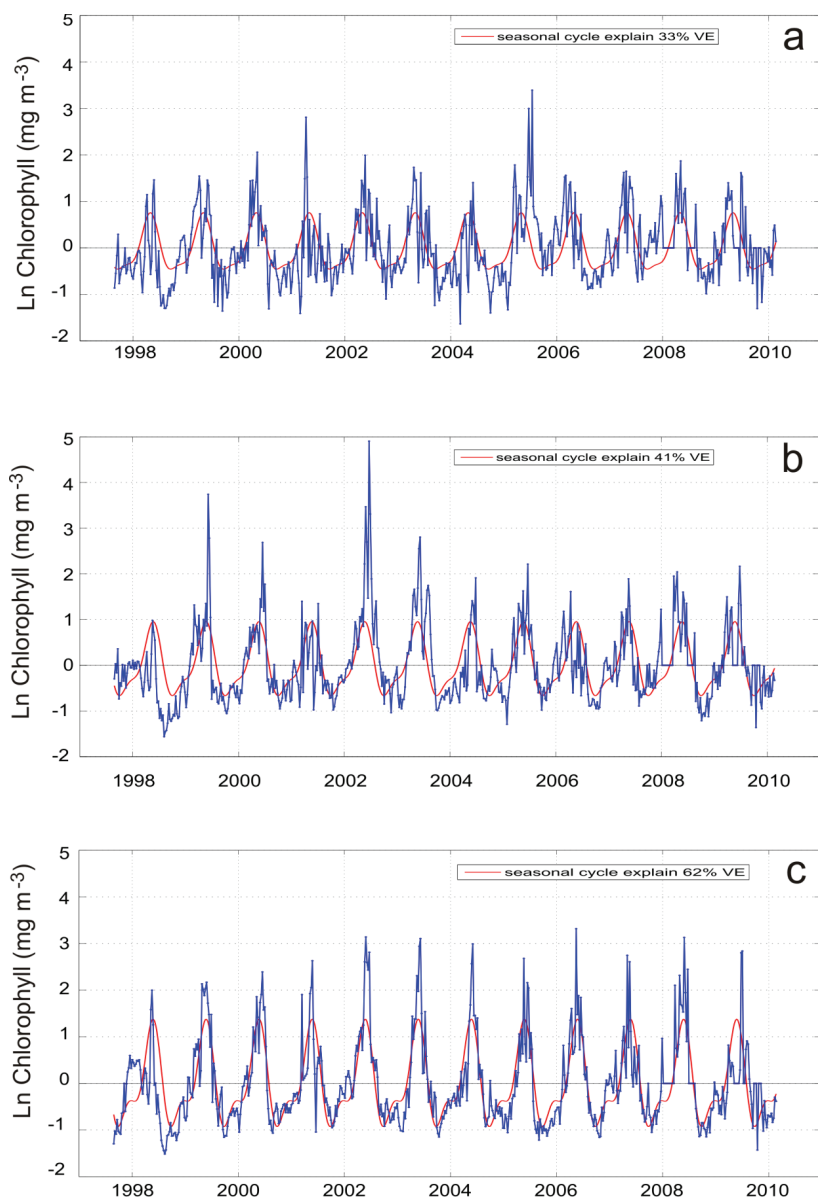 a
seasonal cycle explain 33% VE
Ln Chlorophyll (mg m-3)
5
4
3
2
1
0
-1
-2
1998 2000 2002 2004 2006 2008 2010
b
seasonal cycle explain 41% VE
Ln Chlorophyll (mg m-3)
5
4
3
2
1
0
-1
-2
1998 2000 2002 2004 2006 2008 2010
c
seasonal cycle explain 62% VE
Ln Chlorophyll (mg m-3)
5
4
3
2
1
0
-1
-2
1998 2000 2002 2004 2006 2008 2010